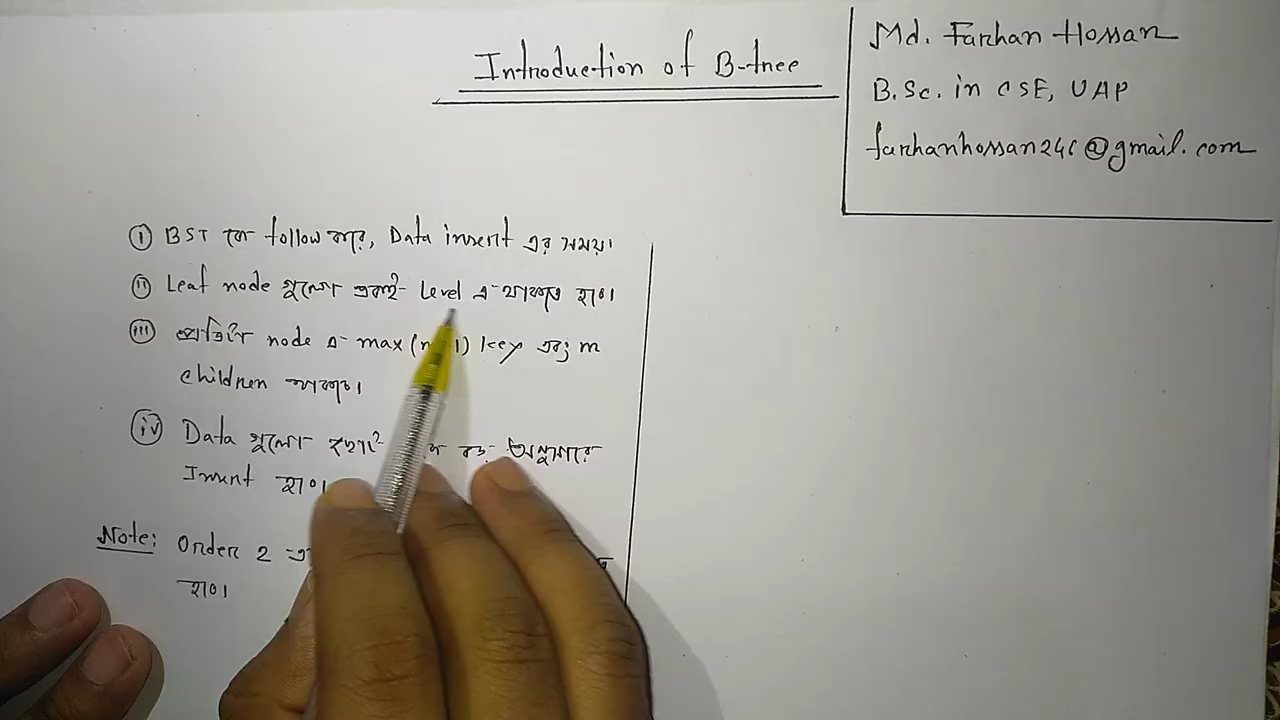 Introduction of B-tree
Md. Farhan Hossan
B.Sc. in CSE, UAP
farhanhossan246@gmail.com
(i) BST কে follow করে, Data insert এর সময়।
(ii) Leaf node গুলো একই Level এ থাকতে হবে।
(iii) প্রতিটি node এ max ( 1) key এবং m
children থাকবে।
(iv) Data গুলো অনুসারে
Insert হবে।
Note: Order 2
হবে।